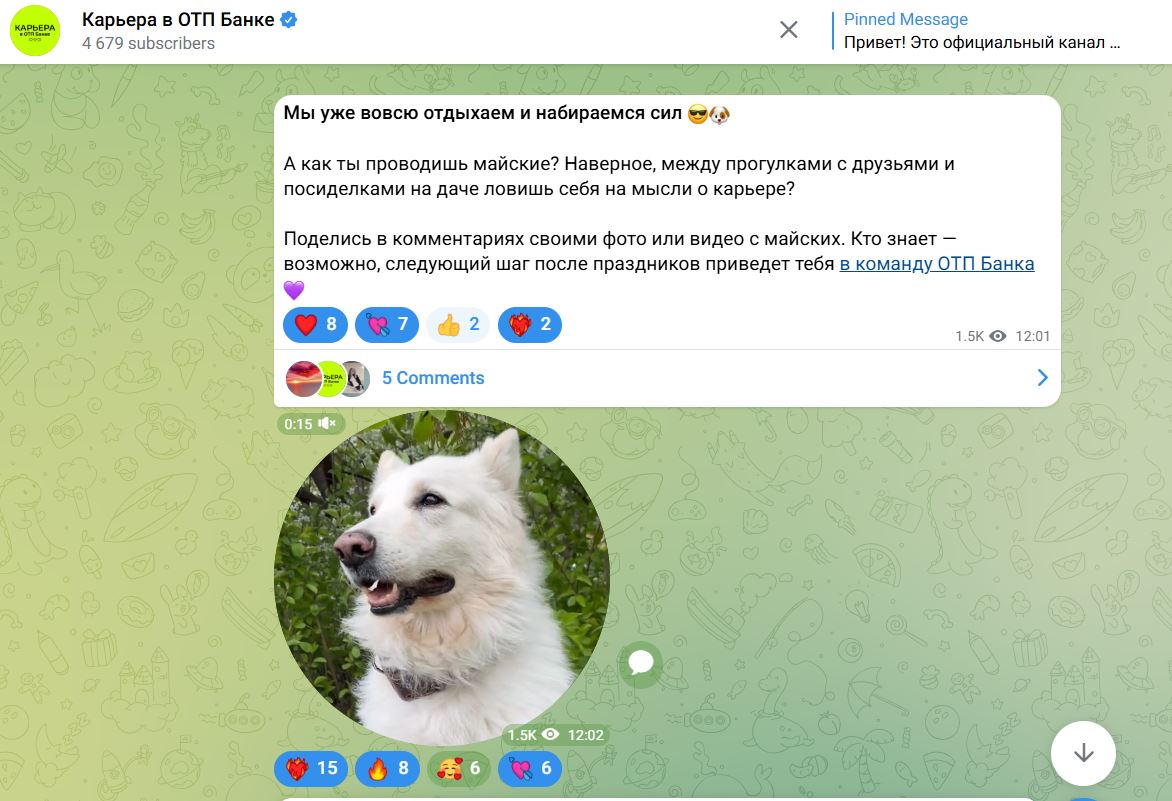 КАРЬЕРА
в ОТП Банке
Карьера в ОТП Банке
4 679 subscribers
Pinned Message
Привет! Это официальный канал ...
Мы уже вовсю отдыхаем и набираемся сил 😎🐶
А как ты проводишь майские? Наверное, между прогулками с друзьями и
посиделками на даче ловишь себя на мысли о карьере?
Поделись в комментариях своими фото или видео с майских. Кто знает —
возможно, следующий шаг после праздников приведет тебя в команду ОТП Банка
💜
❤️ 8 💘 7 👍 2 ❤️‍🔥 2
1.5K 12:01
5 Comments
0:15
1.5K 12:02
❤️‍🔥 15 🔥 8 🥰 6 💘 6